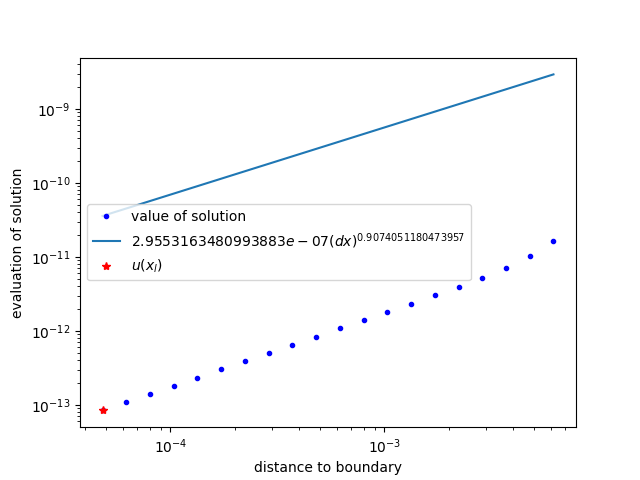 evaluation of solution
10⁻⁹
10⁻¹⁰
10⁻¹¹
10⁻¹²
10⁻¹³
value of solution
2.9553163480993883e − 07(dx)^0.9074051180473957
u(x_l)
10⁻⁴
10⁻³
distance to boundary